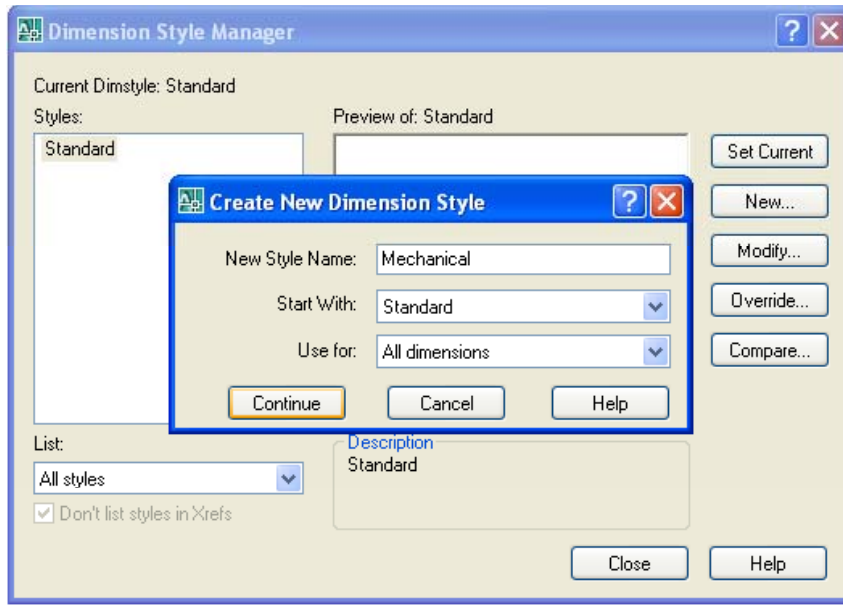 Dimension Style Manager
Current Dimstyle: Standard
Styles:
Preview of: Standard
Standard
Set Current
New...
Modify...
Override...
Compare...
Create New Dimension Style
New Style Name: Mechanical
Start With: Standard
Use for: All dimensions
Continue Cancel Help
List:
All styles
Don't list styles in Xrefs
Description
Standard
Close Help